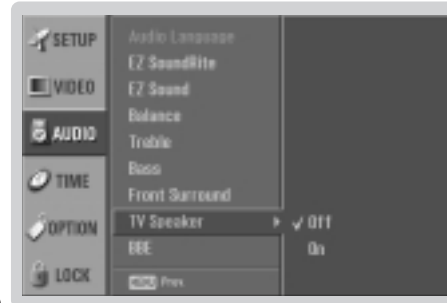 SETUP
VIDEO
AUDIO
TIME
OPTION
LOCK
Audio Language
EZ SoundRite
EZ Sound
Balance
Treble
Bass
Front Surround
TV Speaker
BBE
MENU Prev.
✓ Off
On